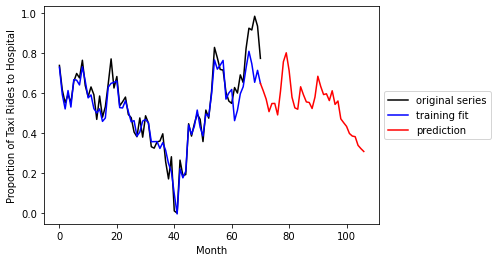 1.0
0.8
0.6
0.4
0.2
0.0
Proportion of Taxi Rides to Hospital
0 20 40 60 80 100
Month
original series
training fit
prediction